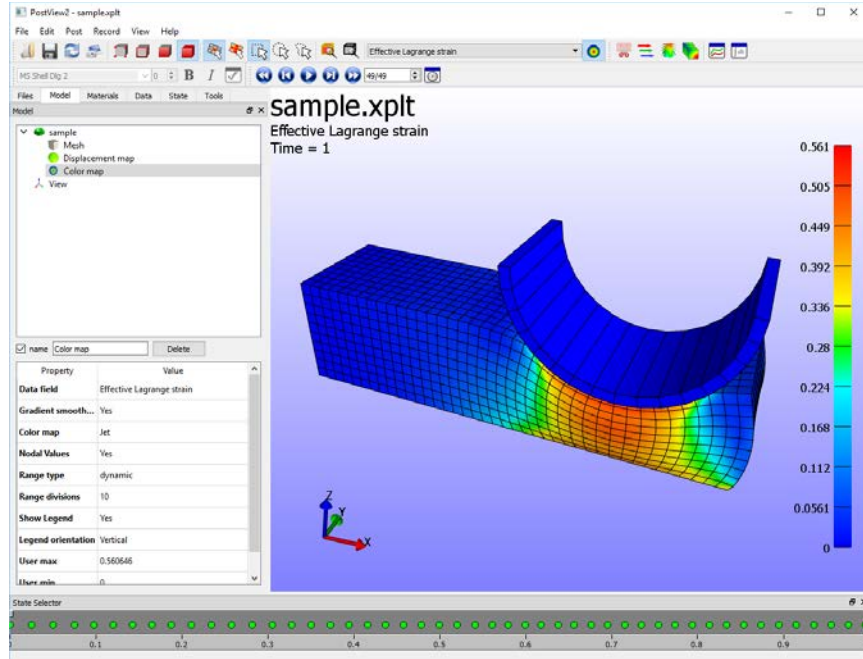 PostView2 - sample.xplt
File Edit Post Record View Help
Effective Lagrange strain
MS Shell Dlg 2 0 B I 49/49
Files Model Materials Data State Tools
Model
sample
Mesh
Displacement map
Color map
View
name Color map Delete
Property Value
Data field Effective Lagrange strain
Gradient smooth... Yes
Color map Jet
Nodal Values Yes
Range type dynamic
Range divisions 10
Show Legend Yes
Legend orientation Vertical
User max 0.560646
User min 0
sample.xplt
Effective Lagrange strain
Time = 1
0.561
0.505
0.449
0.392
0.336
0.28
0.224
0.168
0.112
0.0561
0
Z
Y
X
State Selector
0.1 0.2 0.3 0.4 0.5 0.6 0.7 0.8 0.9